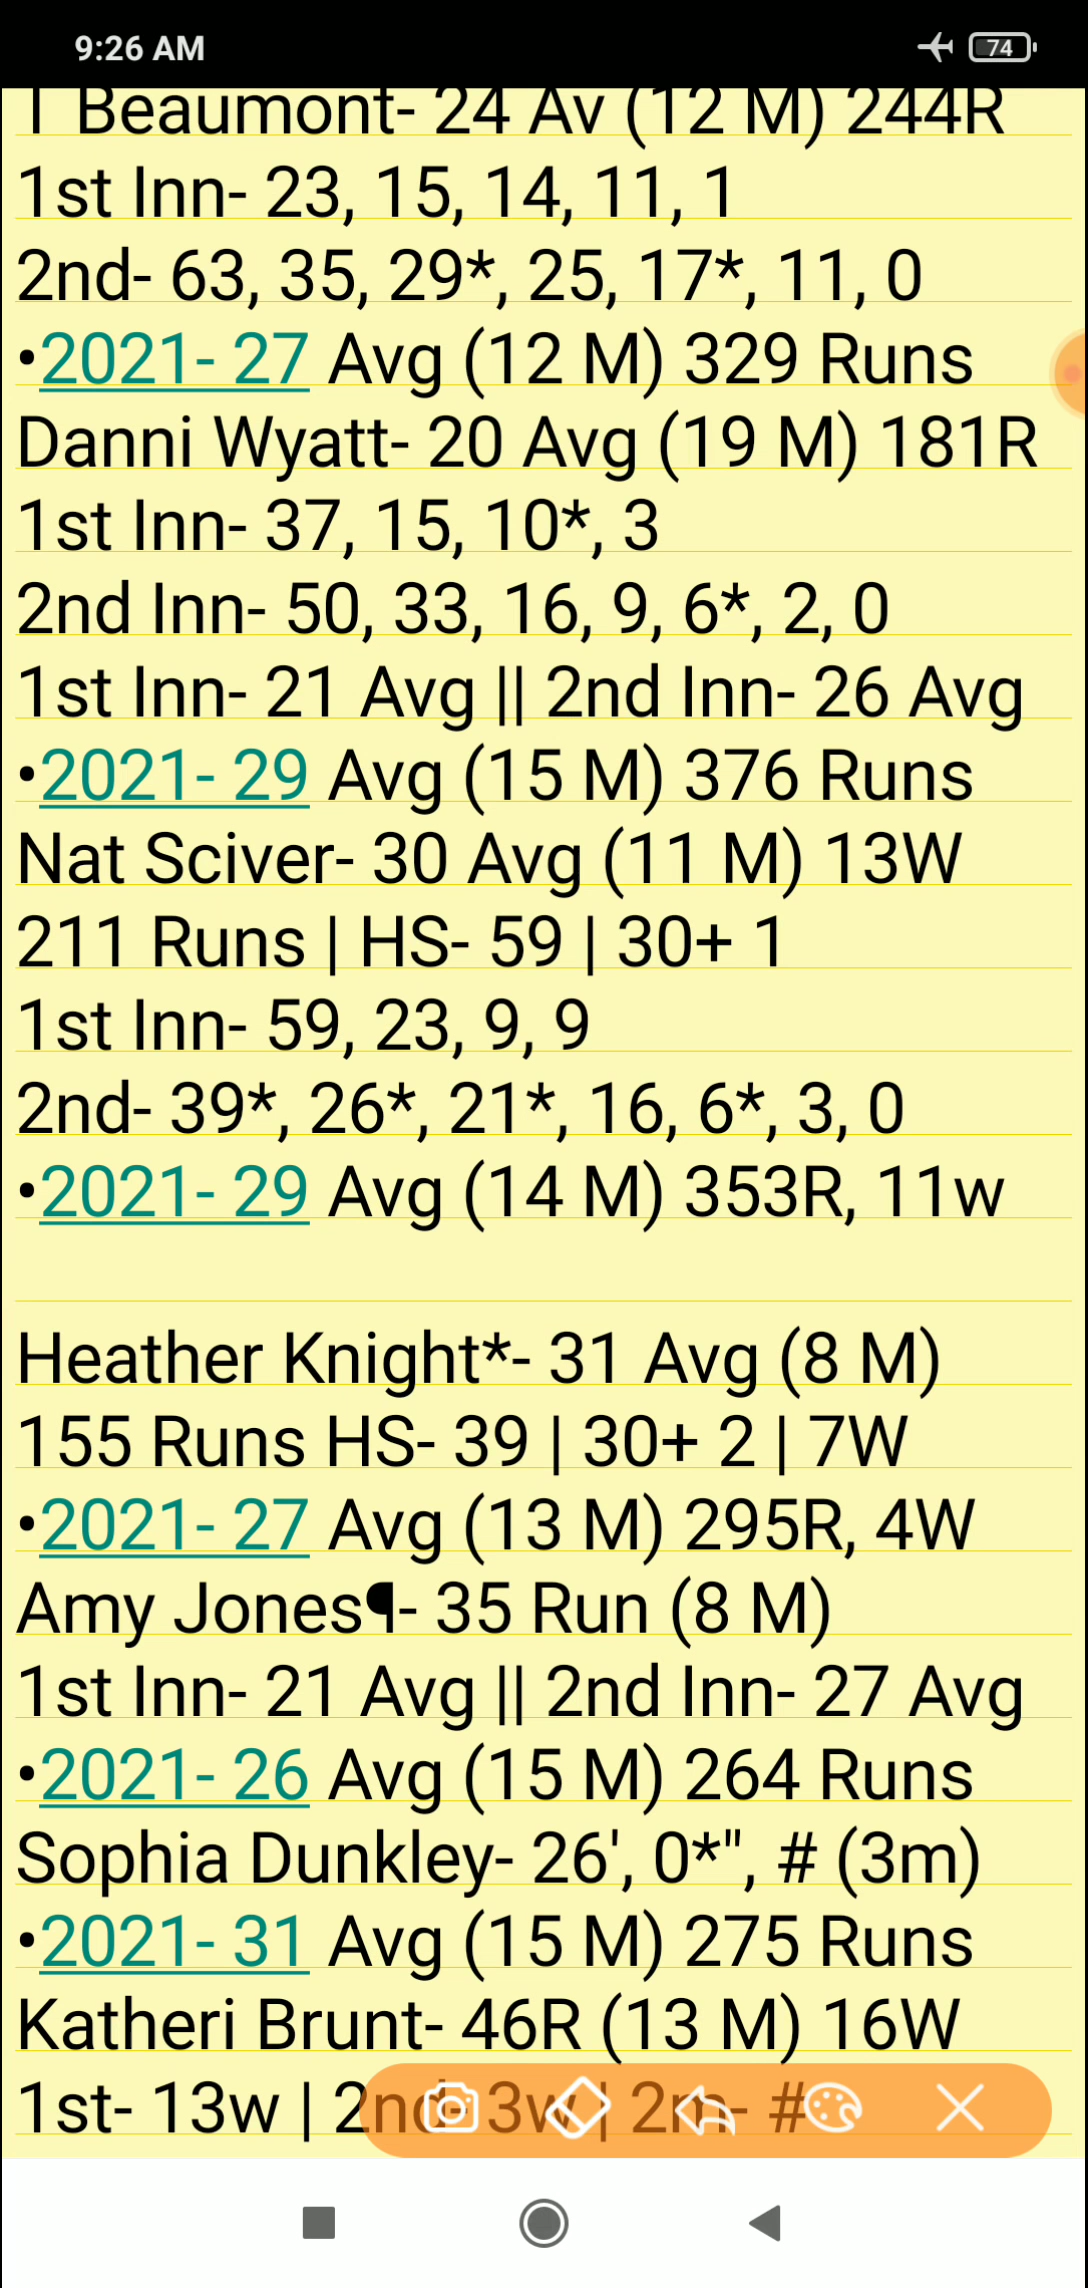 9:26 AM
74
T Beaumont- 24 Av (12 M) 244R
1st Inn- 23, 15, 14, 11, 1
2nd- 63, 35, 29*, 25, 17*, 11, 0
•2021- 27 Avg (12 M) 329 Runs
Danni Wyatt- 20 Avg (19 M) 181R
1st Inn- 37, 15, 10*, 3
2nd Inn- 50, 33, 16, 9, 6*, 2, 0
1st Inn- 21 Avg || 2nd Inn- 26 Avg
•2021- 29 Avg (15 M) 376 Runs
Nat Sciver- 30 Avg (11 M) 13W
211 Runs | HS- 59 | 30+ 1
1st Inn- 59, 23, 9, 9
2nd- 39*, 26*, 21*, 16, 6*, 3, 0
•2021- 29 Avg (14 M) 353R, 11w
Heather Knight*- 31 Avg (8 M)
155 Runs HS- 39 | 30+ 2 | 7W
•2021- 27 Avg (13 M) 295R, 4W
Amy Jones¶- 35 Run (8 M)
1st Inn- 21 Avg || 2nd Inn- 27 Avg
•2021- 26 Avg (15 M) 264 Runs
Sophia Dunkley- 26', 0*", # (3m)
•2021- 31 Avg (15 M) 275 Runs
Katheri Brunt- 46R (13 M) 16W
1st- 13w | 2nd- 3w | 2m- #